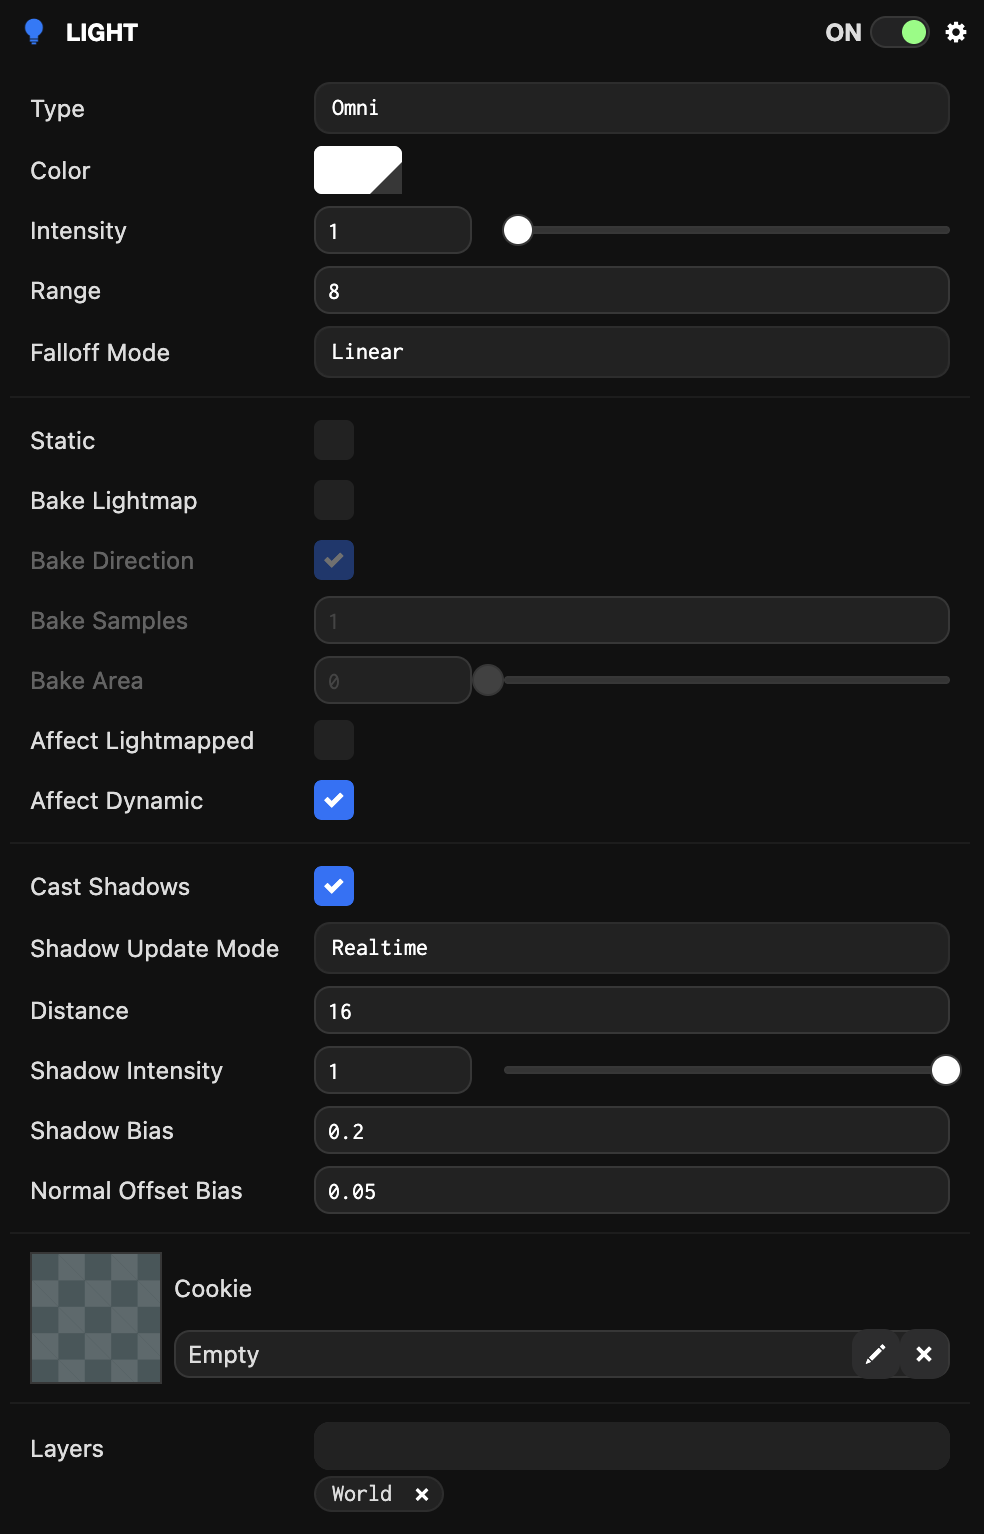 LIGHT ON
Type Omni
Color
Intensity 1
Range 8
Falloff Mode Linear
Static
Bake Lightmap
Bake Direction
Bake Samples 1
Bake Area 0
Affect Lightmapped
Affect Dynamic
Cast Shadows
Shadow Update Mode Realtime
Distance 16
Shadow Intensity 1
Shadow Bias 0.2
Normal Offset Bias 0.05
Cookie
Empty
Layers
World